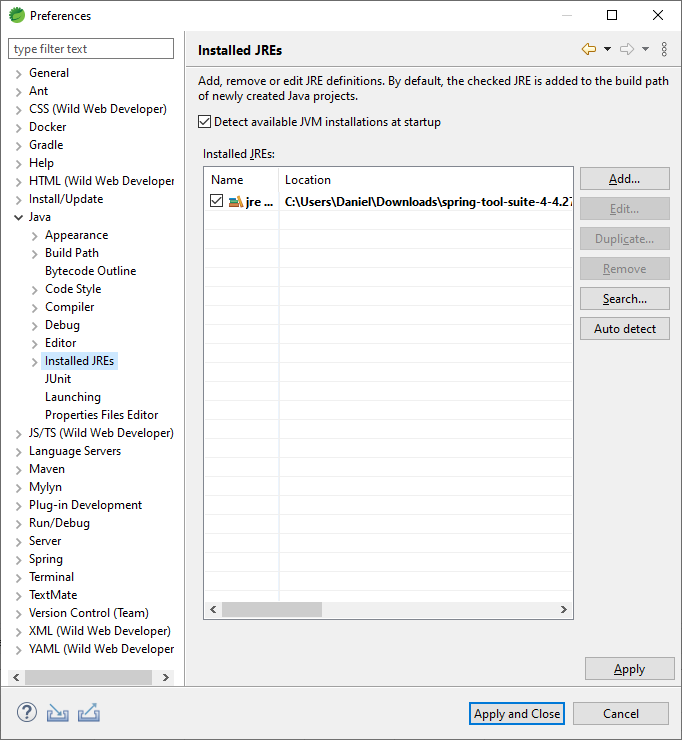 Preferences
type filter text
General
Ant
CSS (Wild Web Developer)
Docker
Gradle
Help
HTML (Wild Web Developer
Install/Update
Java
Appearance
Build Path
Bytecode Outline
Code Style
Compiler
Debug
Editor
Installed JREs
JUnit
Launching
Properties Files Editor
JS/TS (Wild Web Developer)
Language Servers
Maven
Mylyn
Plug-in Development
Run/Debug
Server
Spring
Terminal
TextMate
Version Control (Team)
XML (Wild Web Developer)
YAML (Wild Web Developer
Installed JREs
Add, remove or edit JRE definitions. By default, the checked JRE is added to the build path
of newly created Java projects.
Detect available JVM installations at startup
Installed JREs:
Name Location
jre ... C:\Users\Daniel\Downloads\spring-tool-suite-4-4.27
Add...
Edit...
Duplicate...
Remove
Search...
Auto detect
Apply
Apply and Close Cancel